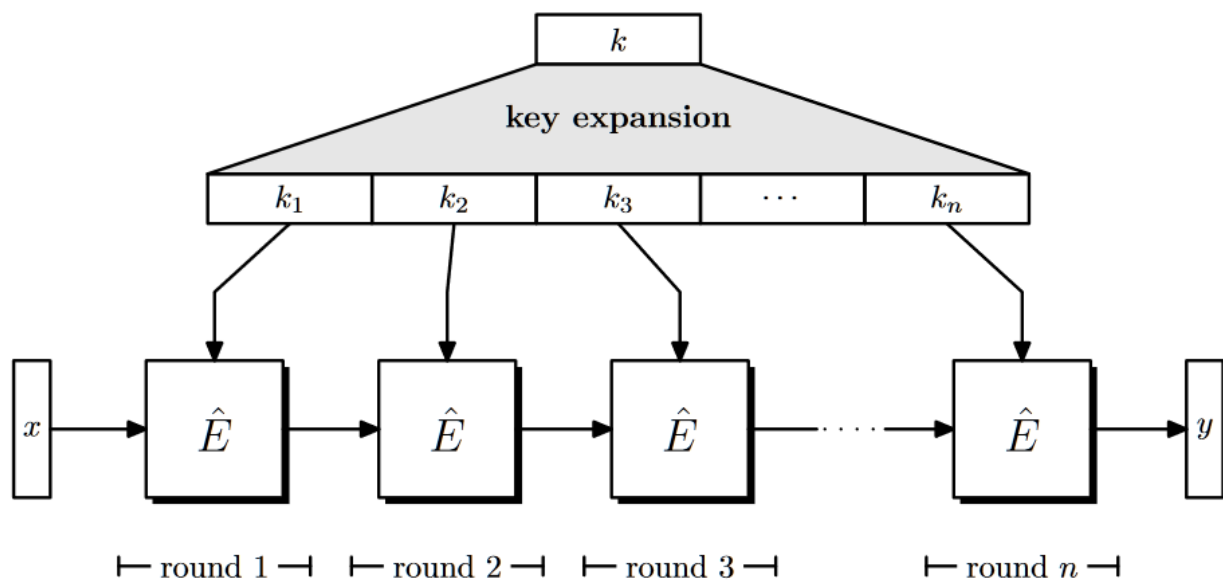 k
key expansion
k₁ k₂ k₃ ⋯ kₙ
x Ê Ê Ê ···· Ê y
round 1 round 2 round 3 round n